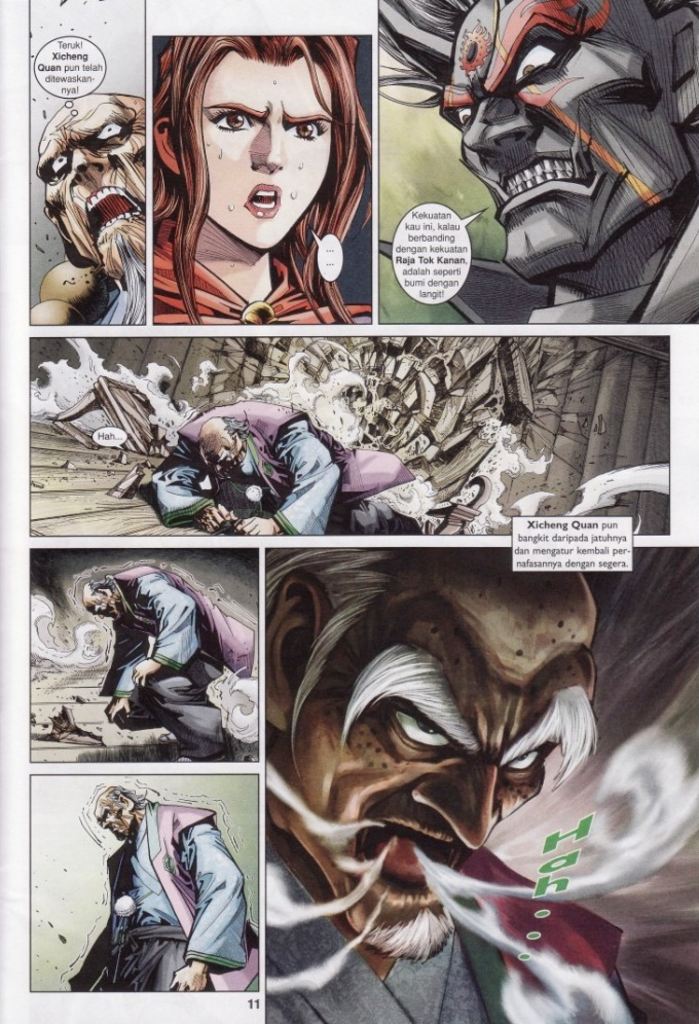 Teruk!
Xicheng
Quan pun telah
ditewaskan-
nya!
...
...
Kekuatan
kau ini, kalau
berbanding
dengan kekuatan
Raja Tok Kanan,
adalah seperti
bumi dengan
langit!
Hah...
Xicheng Quan pun
bangkit daripada jatuhnya
dan mengatur kembali per-
nafasannya dengan segera.
Hah...
11